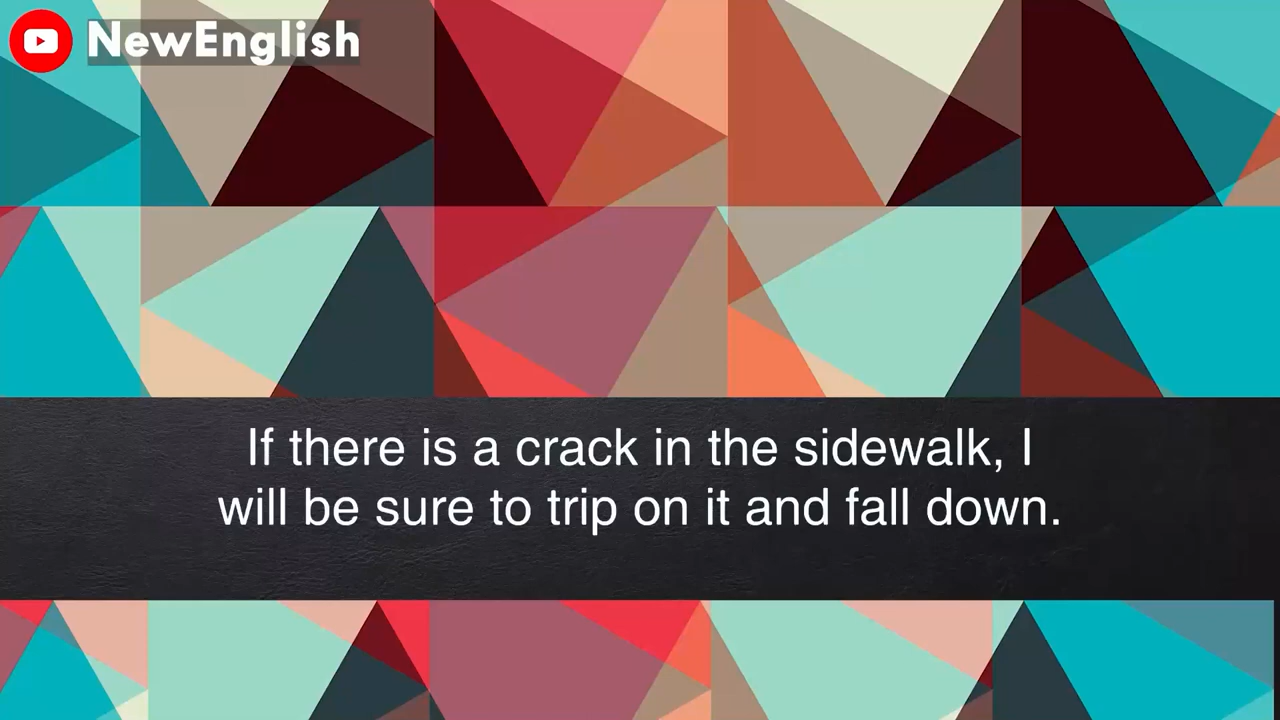 NewEnglish
If there is a crack in the sidewalk, I
will be sure to trip on it and fall down.